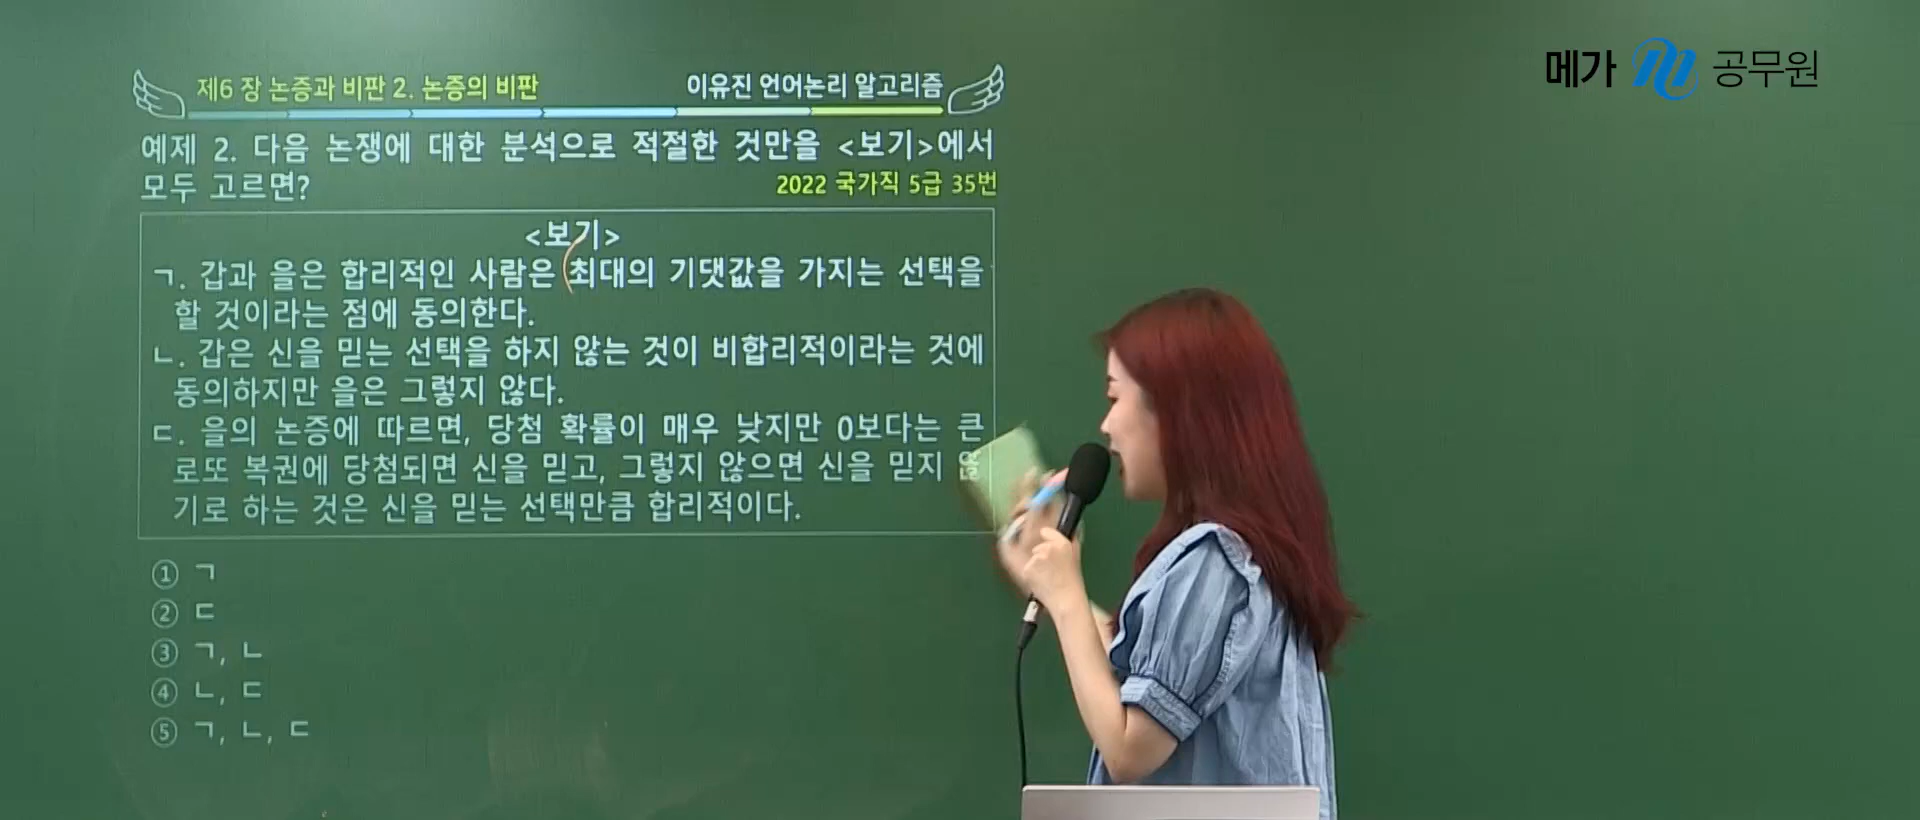 메가 공무원
제6 장 논증과 비판 2. 논증의 비판
이유진 언어논리 알고리즘
예제 2. 다음 논쟁에 대한 분석으로 적절한 것만을 <보기>에서
모두 고르면?
2022 국가직 5급 35번
<보기>
ㄱ. 갑과 을은 합리적인 사람은 최대의 기댓값을 가지는 선택을
할 것이라는 점에 동의한다.
ㄴ. 갑은 신을 믿는 선택을 하지 않는 것이 비합리적이라는 것에
동의하지만 을은 그렇지 않다.
ㄷ. 을의 논증에 따르면, 당첨 확률이 매우 낮지만 0보다는 큰
로또 복권에 당첨되면 신을 믿고, 그렇지 않으면 신을 믿지 않
기로 하는 것은 신을 믿는 선택만큼 합리적이다.
① ㄱ
② ㄷ
③ ㄱ, ㄴ
④ ㄴ, ㄷ
⑤ ㄱ, ㄴ, ㄷ